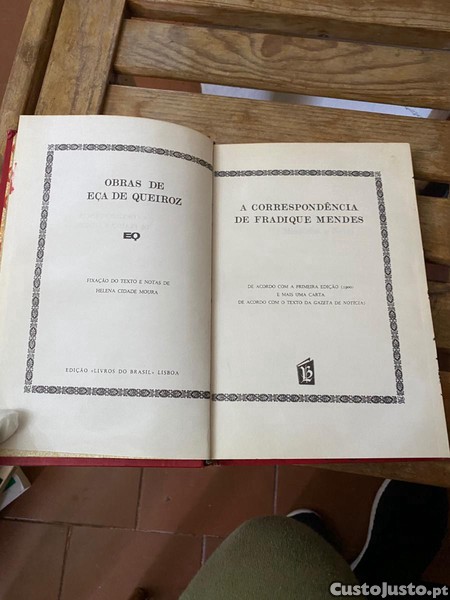 OBRAS DE
EÇA DE QUEIROZ
EQ
FIXAÇÃO DO TEXTO E NOTAS DE
HELENA CIDADE MOURA
EDIÇÃO «LIVROS DO BRASIL» LISBOA
A CORRESPONDÊNCIA
DE FRADIQUE MENDES
DE ACORDO COM A PRIMEIRA EDIÇÃO (1900)
E MAIS UMA CARTA
DE ACORDO COM O TEXTO DA GAZETA DE NOTÍCIAS
LB
CustoJusto.pt